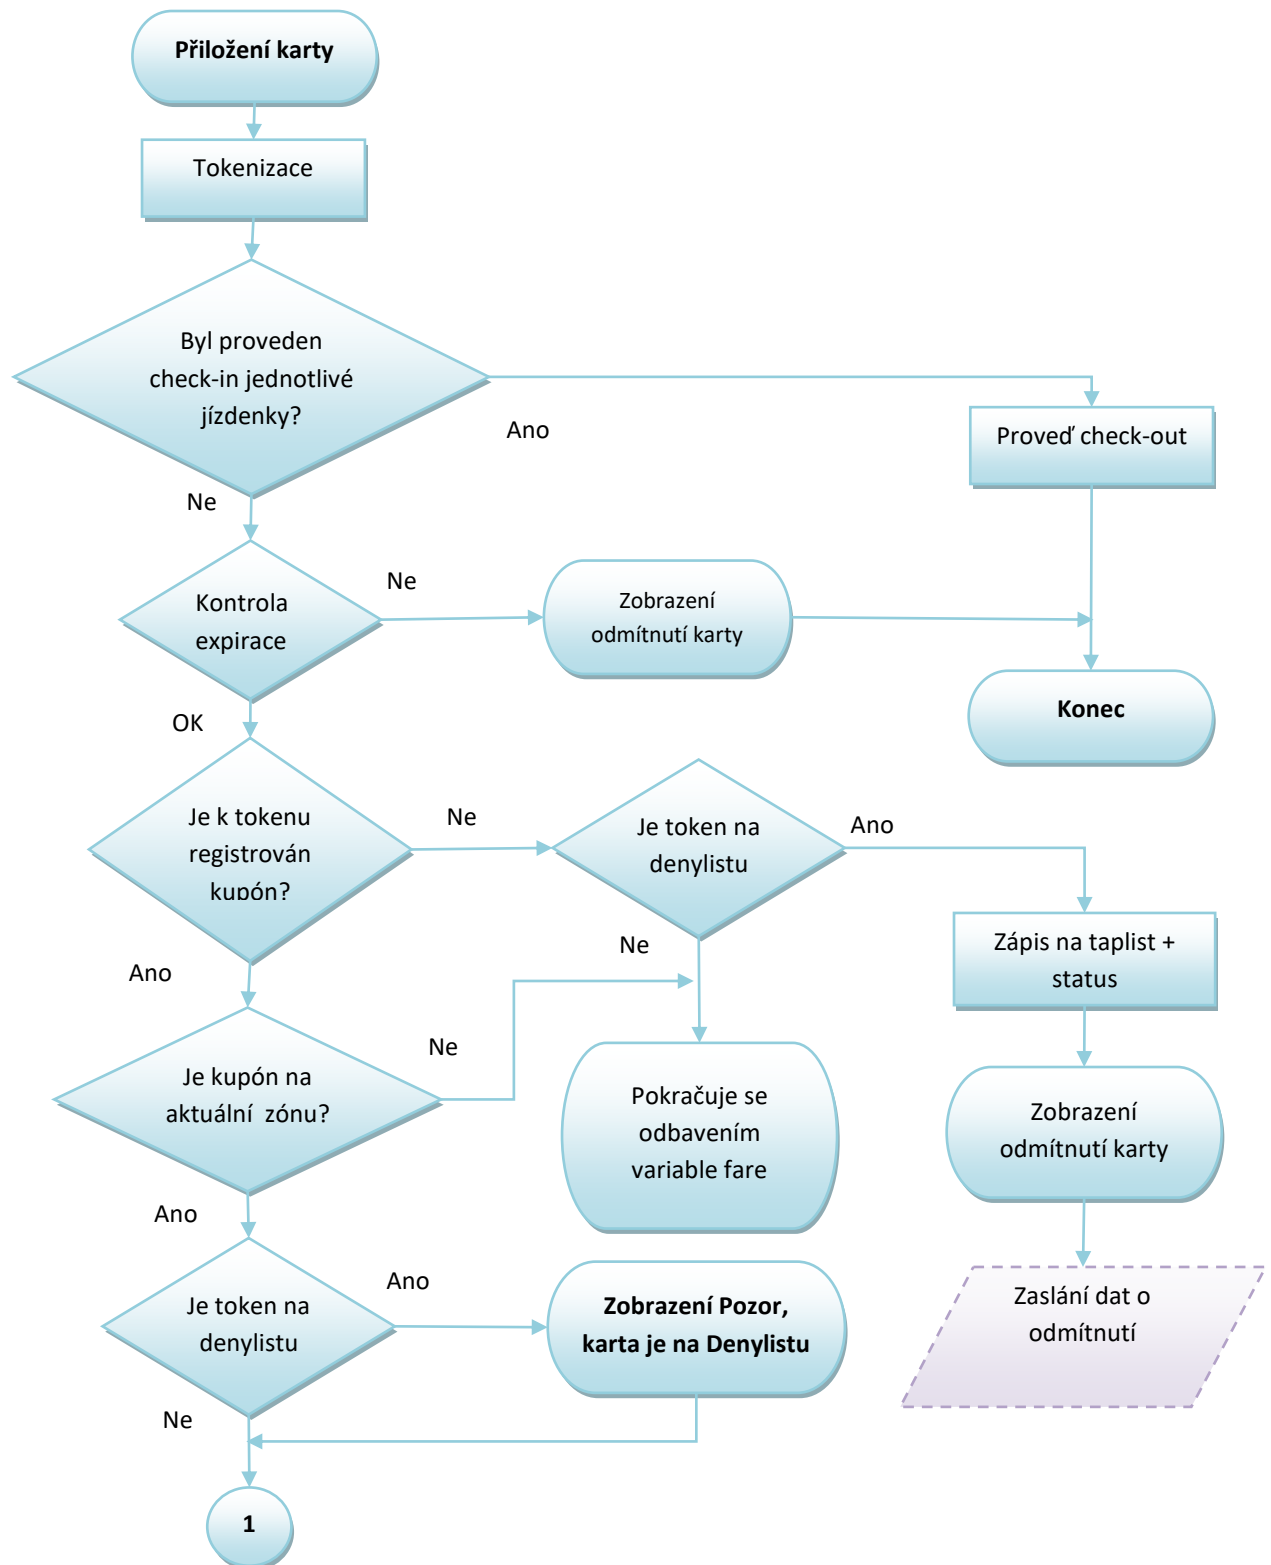 Přiložení karty
Tokenizace
Byl proveden
check-in jednotlivé
jízdenky?
Ano
Proveď check-out
Ne
Kontrola
expirace
Ne
Zobrazení
odmítnutí karty
Konec
OK
Je k tokenu
registrován
kupón?
Ne
Je token na
denylistu
Ano
Ne
Zápis na taplist +
status
Ano
Je kupón na
aktuální  zónu?
Ne
Pokračuje se
odbavením
variable fare
Zobrazení
odmítnutí karty
Ano
Je token na
denylistu
Ano
Zobrazení Pozor,
karta je na Denylistu
Zaslání dat o
odmítnutí
Ne
1